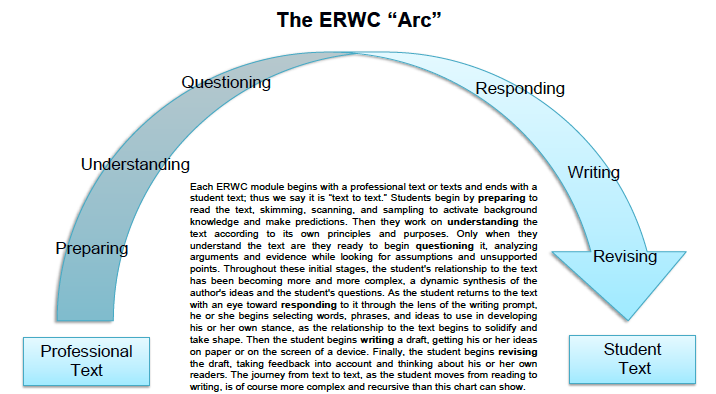 The ERWC “Arc”
Questioning
Responding
Understanding
Writing
Preparing
Revising
Each ERWC module begins with a professional text or texts and ends with a
student text; thus we say it is “text to text.” Students begin by preparing to
read the text, skimming, scanning, and sampling to activate background
knowledge and make predictions. Then they work on understanding the
text according to its own principles and purposes. Only when they
understand the text are they ready to begin questioning it, analyzing
arguments and evidence while looking for assumptions and unsupported
points. Throughout these initial stages, the student's relationship to the text
has been becoming more and more complex, a dynamic synthesis of the
author's ideas and the student's questions. As the student returns to the text
with an eye toward responding to it through the lens of the writing prompt,
he or she begins selecting words, phrases, and ideas to use in developing
his or her own stance, as the relationship to the text begins to solidify and
take shape. Then the student begins writing a draft, getting his or her ideas
on paper or on the screen of a device. Finally, the student begins revising
the draft, taking feedback into account and thinking about his or her own
readers. The journey from text to text, as the student moves from reading to
writing, is of course more complex and recursive than this chart can show.
Professional
Text
Student
Text